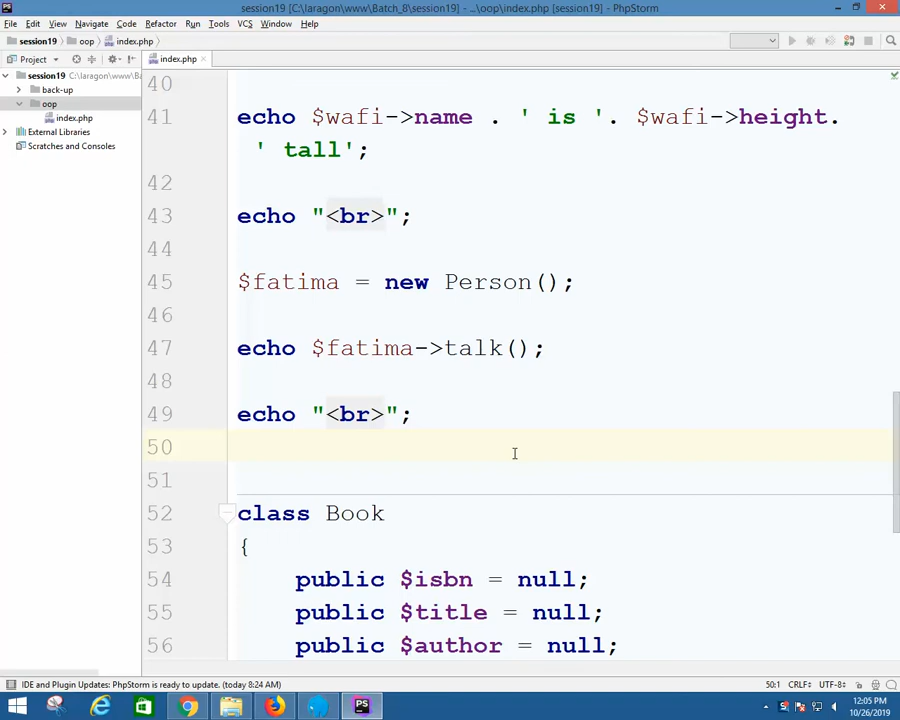 session19 [C:\laragon\www\Batch_8\session19] - ...\oop\index.php [session19] - PhpStorm
File Edit View Navigate Code Refactor Run Tools VCS Window Help
session19 oop index.php
Project index.php
session19 C:\laragon\www\Ba
back-up
oop
index.php
External Libraries
Scratches and Consoles
40
41 echo $wafi->name . ' is '. $wafi->height.
' tall';
42
43 echo "<br>";
44
45 $fatima = new Person();
46
47 echo $fatima->talk();
48
49 echo "<br>";
50
51
52 class Book
53 {
54 public $isbn = null;
55 public $title = null;
56 public $author = null;
IDE and Plugin Updates: PhpStorm is ready to update. (today 8:24 AM) 50:1 CRLF UTF-8
12:05 PM
10/26/2019